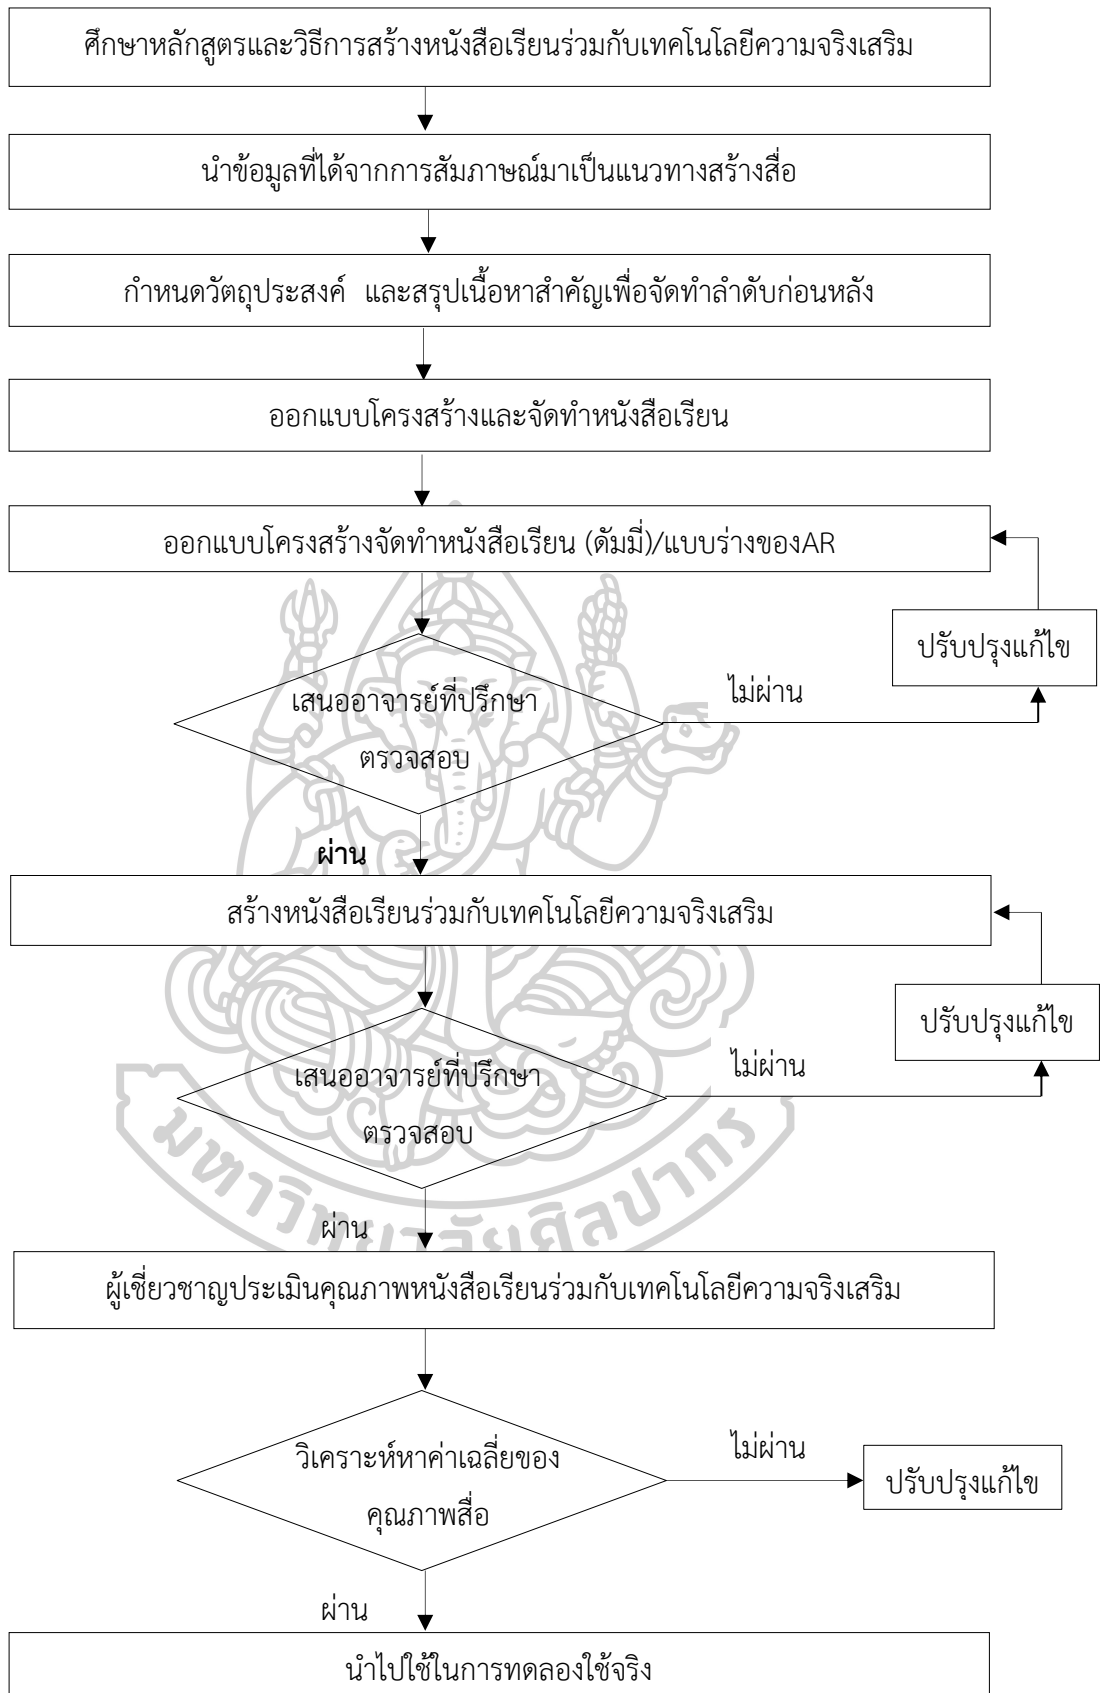 ศึกษาหลักสูตรและวิธีการสร้างหนังสือเรียนร่วมกับเทคโนโลยีความจริงเสริม
นำข้อมูลที่ได้จากการสัมภาษณ์มาเป็นแนวทางสร้างสื่อ
กำหนดวัตถุประสงค์ และสรุปเนื้อหาสำคัญเพื่อจัดทำลำดับก่อนหลัง
ออกแบบโครงสร้างและจัดทำหนังสือเรียน
ออกแบบโครงสร้างจัดทำหนังสือเรียน (ดัมมี่)/แบบร่างของAR
ปรับปรุงแก้ไข
เสนออาจารย์ที่ปรึกษา
ตรวจสอบ
ไม่ผ่าน
ผ่าน
สร้างหนังสือเรียนร่วมกับเทคโนโลยีความจริงเสริม
ปรับปรุงแก้ไข
เสนออาจารย์ที่ปรึกษา
ตรวจสอบ
ไม่ผ่าน
มหาวิทยาลัยศิลปากร
ผ่าน
ผู้เชี่ยวชาญประเมินคุณภาพหนังสือเรียนร่วมกับเทคโนโลยีความจริงเสริม
วิเคราะห์หาค่าเฉลี่ยของ
คุณภาพสื่อ
ไม่ผ่าน
ปรับปรุงแก้ไข
ผ่าน
นำไปใช้ในการทดลองใช้จริง